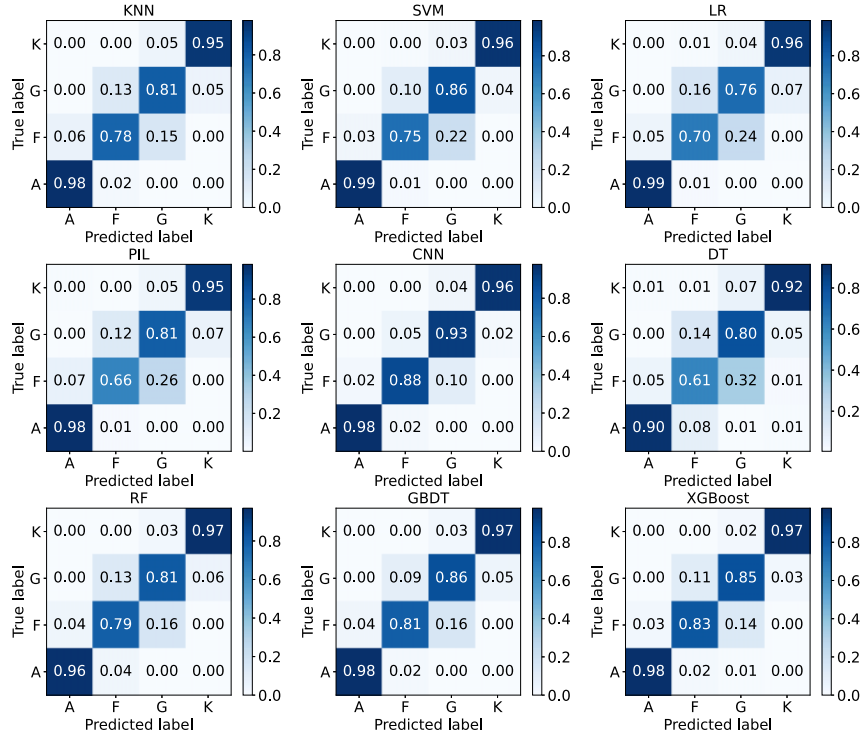 KNN SVM LR
K 0.00 0.00 0.05 0.95 K 0.00 0.00 0.03 0.96 K 0.00 0.01 0.04 0.96
0.8 0.8 0.8
G 0.00 0.13 0.81 0.05 G 0.00 0.10 0.86 0.04 G 0.00 0.16 0.76 0.07
0.6 0.6 0.6
True label True label True label
0.4 0.4 0.4
F 0.06 0.78 0.15 0.00 F 0.03 0.75 0.22 0.00 F 0.05 0.70 0.24 0.00
0.2 0.2 0.2
A 0.98 0.02 0.00 0.00 A 0.99 0.01 0.00 0.00 A 0.99 0.01 0.00 0.00
0.0 0.0 0.0
A F G K A F G K A F G K
Predicted label Predicted label Predicted label
PIL CNN DT
K 0.00 0.00 0.05 0.95 K 0.00 0.00 0.04 0.96 K 0.01 0.01 0.07 0.92
0.8 0.8 0.8
G 0.00 0.12 0.81 0.07 G 0.00 0.05 0.93 0.02 G 0.00 0.14 0.80 0.05
0.6 0.6 0.6
True label True label True label
0.4 0.4 0.4
F 0.07 0.66 0.26 0.00 F 0.02 0.88 0.10 0.00 F 0.05 0.61 0.32 0.01
0.2 0.2 0.2
A 0.98 0.01 0.00 0.00 A 0.98 0.02 0.00 0.00 A 0.90 0.08 0.01 0.01
0.0
A F G K A F G K A F G K
Predicted label Predicted label Predicted label
RF GBDT XGBoost
K 0.00 0.00 0.03 0.97 K 0.00 0.00 0.03 0.97 K 0.00 0.00 0.02 0.97
0.8 0.8 0.8
G 0.00 0.13 0.81 0.06 G 0.00 0.09 0.86 0.05 G 0.00 0.11 0.85 0.03
0.6 0.6 0.6
True label True label True label
0.4 0.4 0.4
F 0.04 0.79 0.16 0.00 F 0.04 0.81 0.16 0.00 F 0.03 0.83 0.14 0.00
0.2 0.2 0.2
A 0.96 0.04 0.00 0.00 A 0.98 0.02 0.00 0.00 A 0.98 0.02 0.01 0.00
0.0 0.0 0.0
A F G K A F G K A F G K
Predicted label Predicted label Predicted label